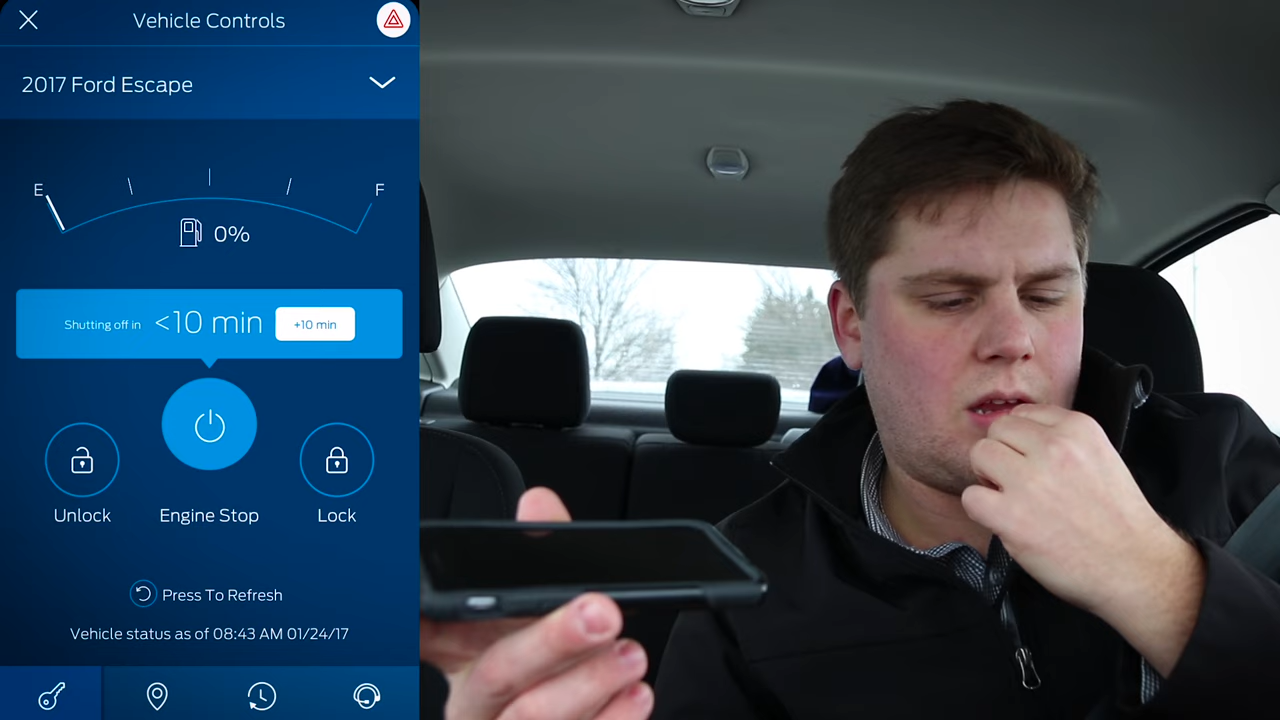 Vehicle Controls
2017 Ford Escape
E
F
0%
Shutting off in <10 min +10 min
Unlock
Engine Stop
Lock
Press To Refresh
Vehicle status as of 08:43 AM 01/24/17